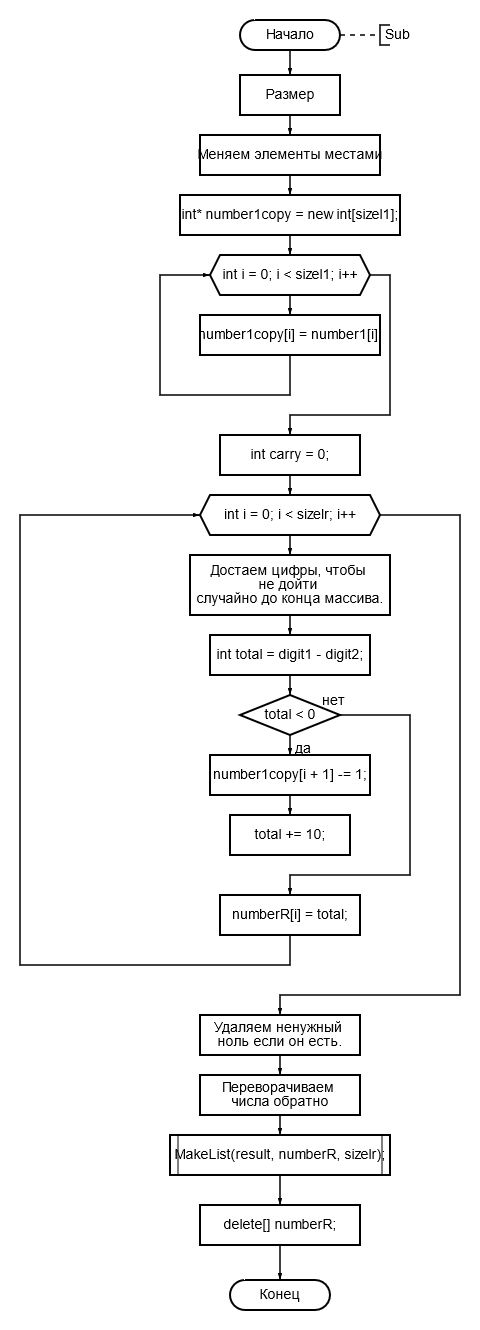 Начало
Sub
Размер
Меняем элементы местами
int* number1copy = new int[sizel1];
int i = 0; i < sizel1; i++
number1copy[i] = number1[i]
int carry = 0;
int i = 0; i < sizelr; i++
Достаем цифры, чтобы
не дойти
случайно до конца массива.
int total = digit1 - digit2;
нет
total < 0
да
number1copy[i + 1] -= 1;
total += 10;
numberR[i] = total;
Удаляем ненужный
ноль если он есть.
Переворачиваем
числа обратно
MakeList(result, numberR, sizelr);
delete[] numberR;
Конец